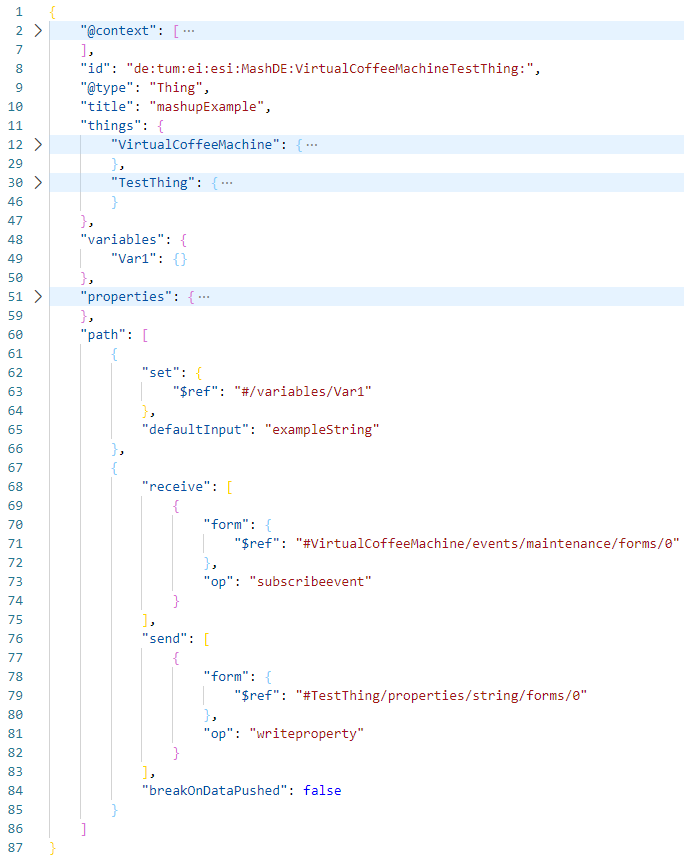 1 {
2 > "@context": [ ···
7 ],
8 "id": "de:tum:ei:esi:MashDE:VirtualCoffeeMachineTestThing:",
9 "@type": "Thing",
10 "title": "mashupExample",
11 "things": {
12 > "VirtualCoffeeMachine": { ···
29 },
30 > "TestThing": { ···
46 }
47 },
48 "variables": {
49 "Var1": {}
50 },
51 > "properties": { ···
59 },
60 "path": [
61 {
62 "set": {
63 "$ref": "#/variables/Var1"
64 },
65 "defaultInput": "exampleString"
66 },
67 {
68 "receive": [
69 {
70 "form": {
71 "$ref": "#VirtualCoffeeMachine/events/maintenance/forms/0"
72 },
73 "op": "subscribeevent"
74 }
75 ],
76 "send": [
77 {
78 "form": {
79 "$ref": "#TestThing/properties/string/forms/0"
80 },
81 "op": "writeproperty"
82 }
83 ],
84 "breakOnDataPushed": false
85 }
86 ]
87 }